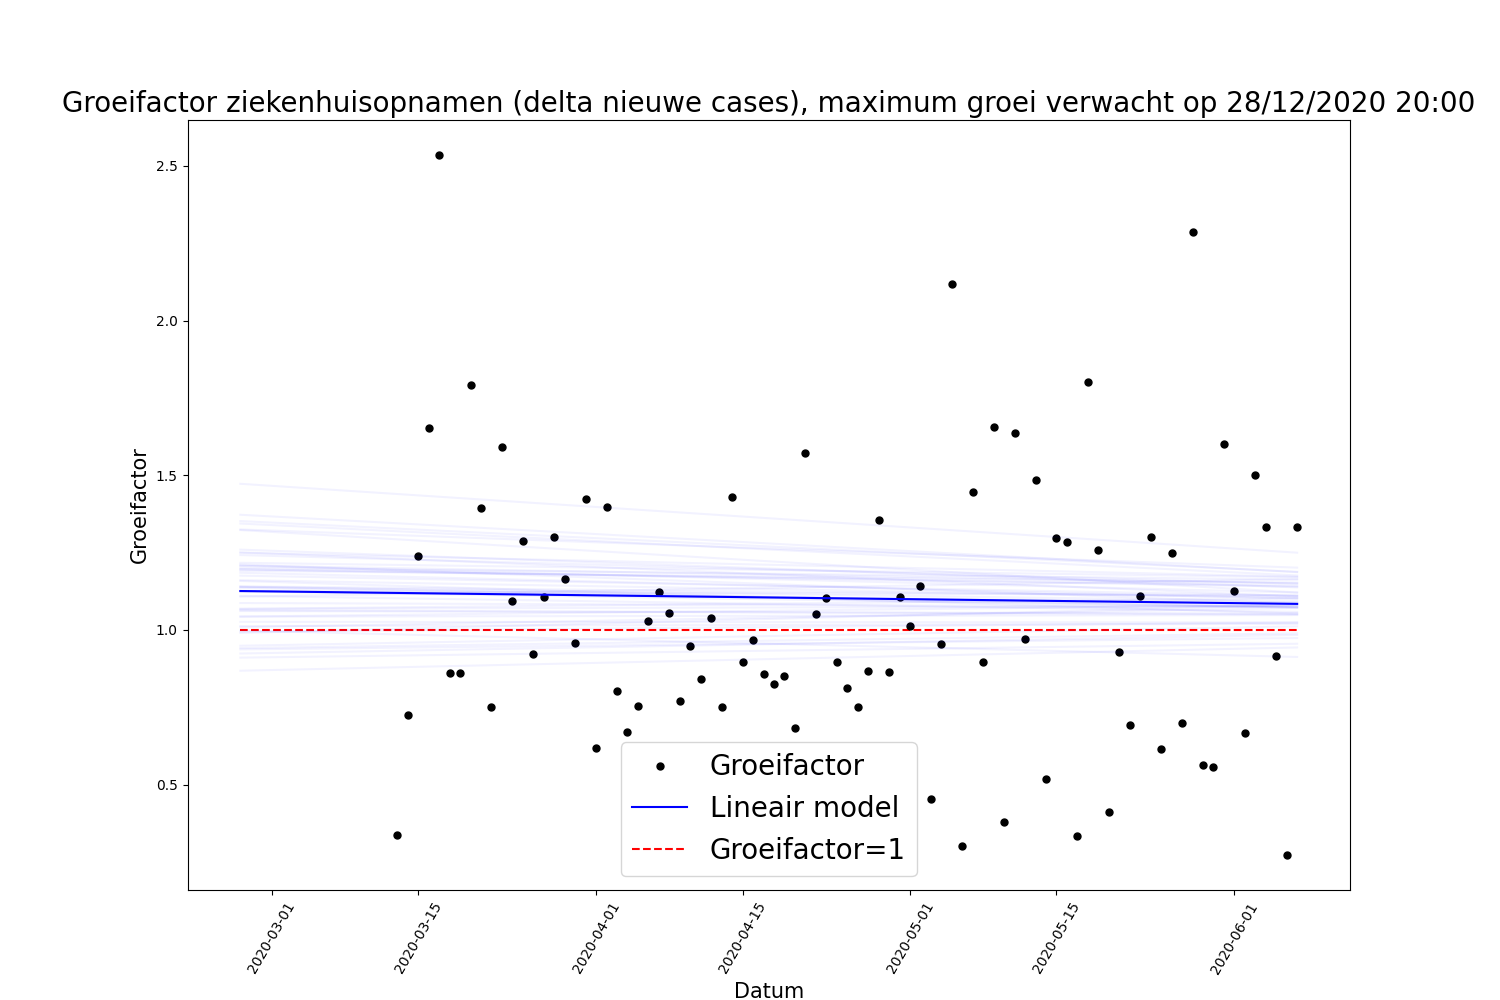 Groeifactor ziekenhuisopnamen (delta nieuwe cases), maximum groei verwacht op 28/12/2020 20:00
Groeifactor
2.5
2.0
1.5
1.0
0.5
Groeifactor
Lineair model
Groeifactor=1
2020-03-01
2020-03-15
2020-04-01
2020-04-15
2020-05-01
2020-05-15
2020-06-01
Datum